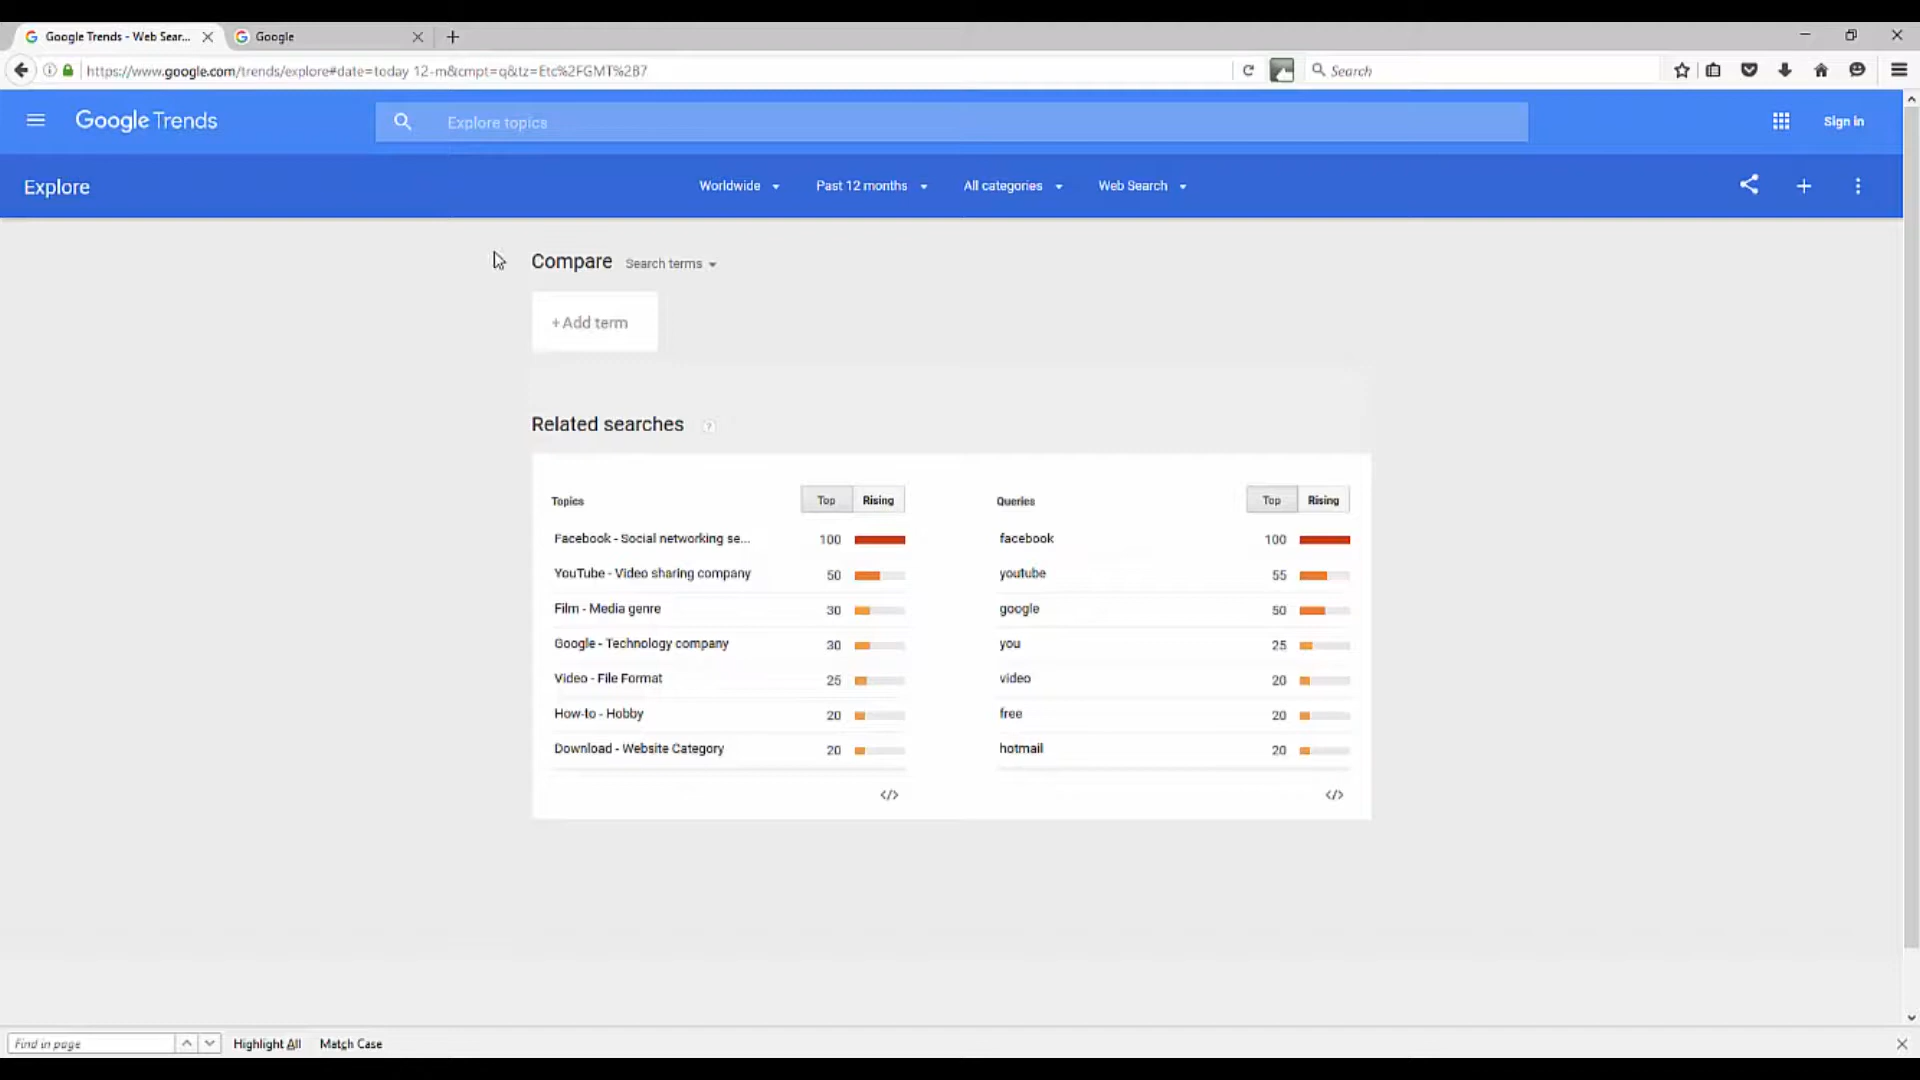 Google Trends - Web Sear...
Google
https://www.google.com/trends/explore#date=today 12-m&cmpt=q&tz=Etc%2FGMT%2B7
Search
Google Trends
Explore topics
Sign in
Explore
Worldwide
Past 12 months
All categories
Web Search
Compare
Search terms
+Add term
Related searches
?
Topics
Top
Rising
Facebook - Social networking se...
100
YouTube - Video sharing company
50
Film - Media genre
30
Google - Technology company
30
Video - File Format
25
How-to - Hobby
20
Download - Website Category
20
</>
Queries
Top
Rising
facebook
100
youtube
55
google
50
you
25
video
20
free
20
hotmail
20
</>
Find in page
Highlight All
Match Case